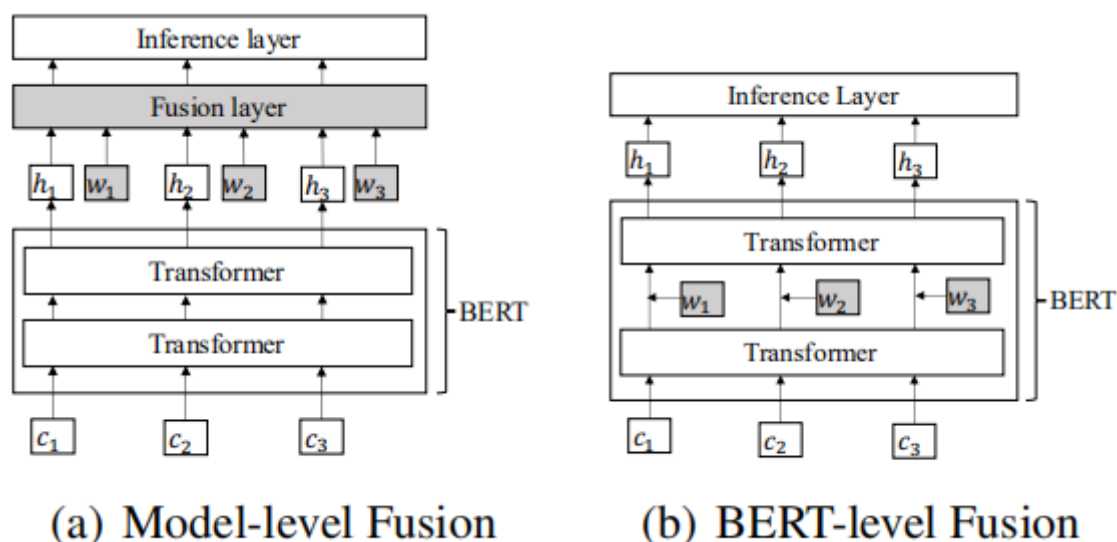 Inference layer
Fusion layer
h₁ w₁ h₂ w₂ h₃ w₃
Transformer
Transformer
BERT
c₁ c₂ c₃
(a) Model-level Fusion
Inference Layer
h₁ h₂ h₃
Transformer
w₁ w₂ w₃
Transformer
BERT
c₁ c₂ c₃
(b) BERT-level Fusion